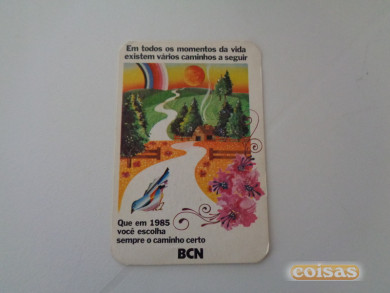 Em todos os momentos da vida
existem vários caminhos a seguir
Que em 1985
você escolha
sempre o caminho certo
BCN
coisas